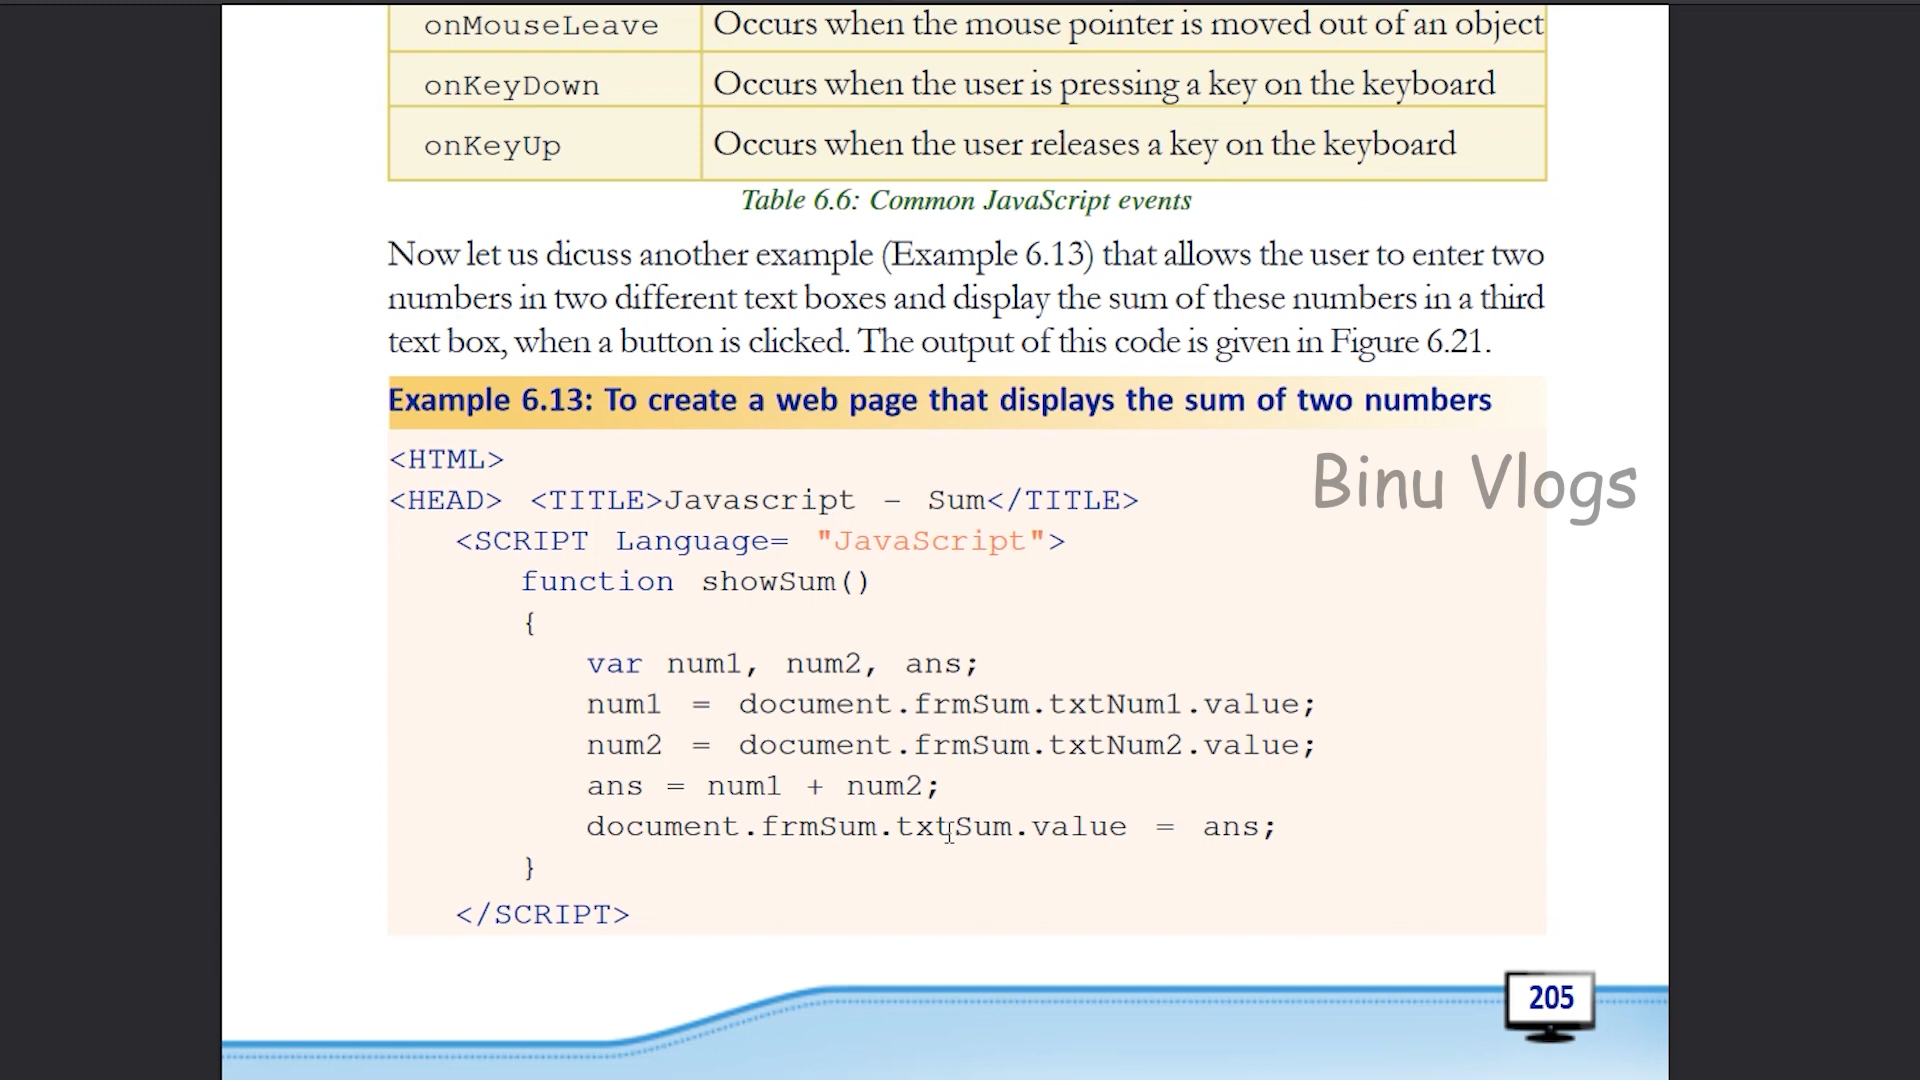 onMouseLeave Occurs when the mouse pointer is moved out of an object
onKeyDown Occurs when the user is pressing a key on the keyboard
onKeyUp Occurs when the user releases a key on the keyboard
Table 6.6: Common JavaScript events
Now let us dicuss another example (Example 6.13) that allows the user to enter two
numbers in two different text boxes and display the sum of these numbers in a third
text box, when a button is clicked. The output of this code is given in Figure 6.21.
Example 6.13: To create a web page that displays the sum of two numbers
<HTML>
Binu Vlogs
<HEAD> <TITLE>Javascript - Sum</TITLE>
<SCRIPT Language= "JavaScript">
function showSum()
{
var num1, num2, ans;
num1 = document.frmSum.txtNum1.value;
num2 = document.frmSum.txtNum2.value;
ans = num1 + num2;
document.frmSum.txtSum.value = ans;
}
</SCRIPT>
205